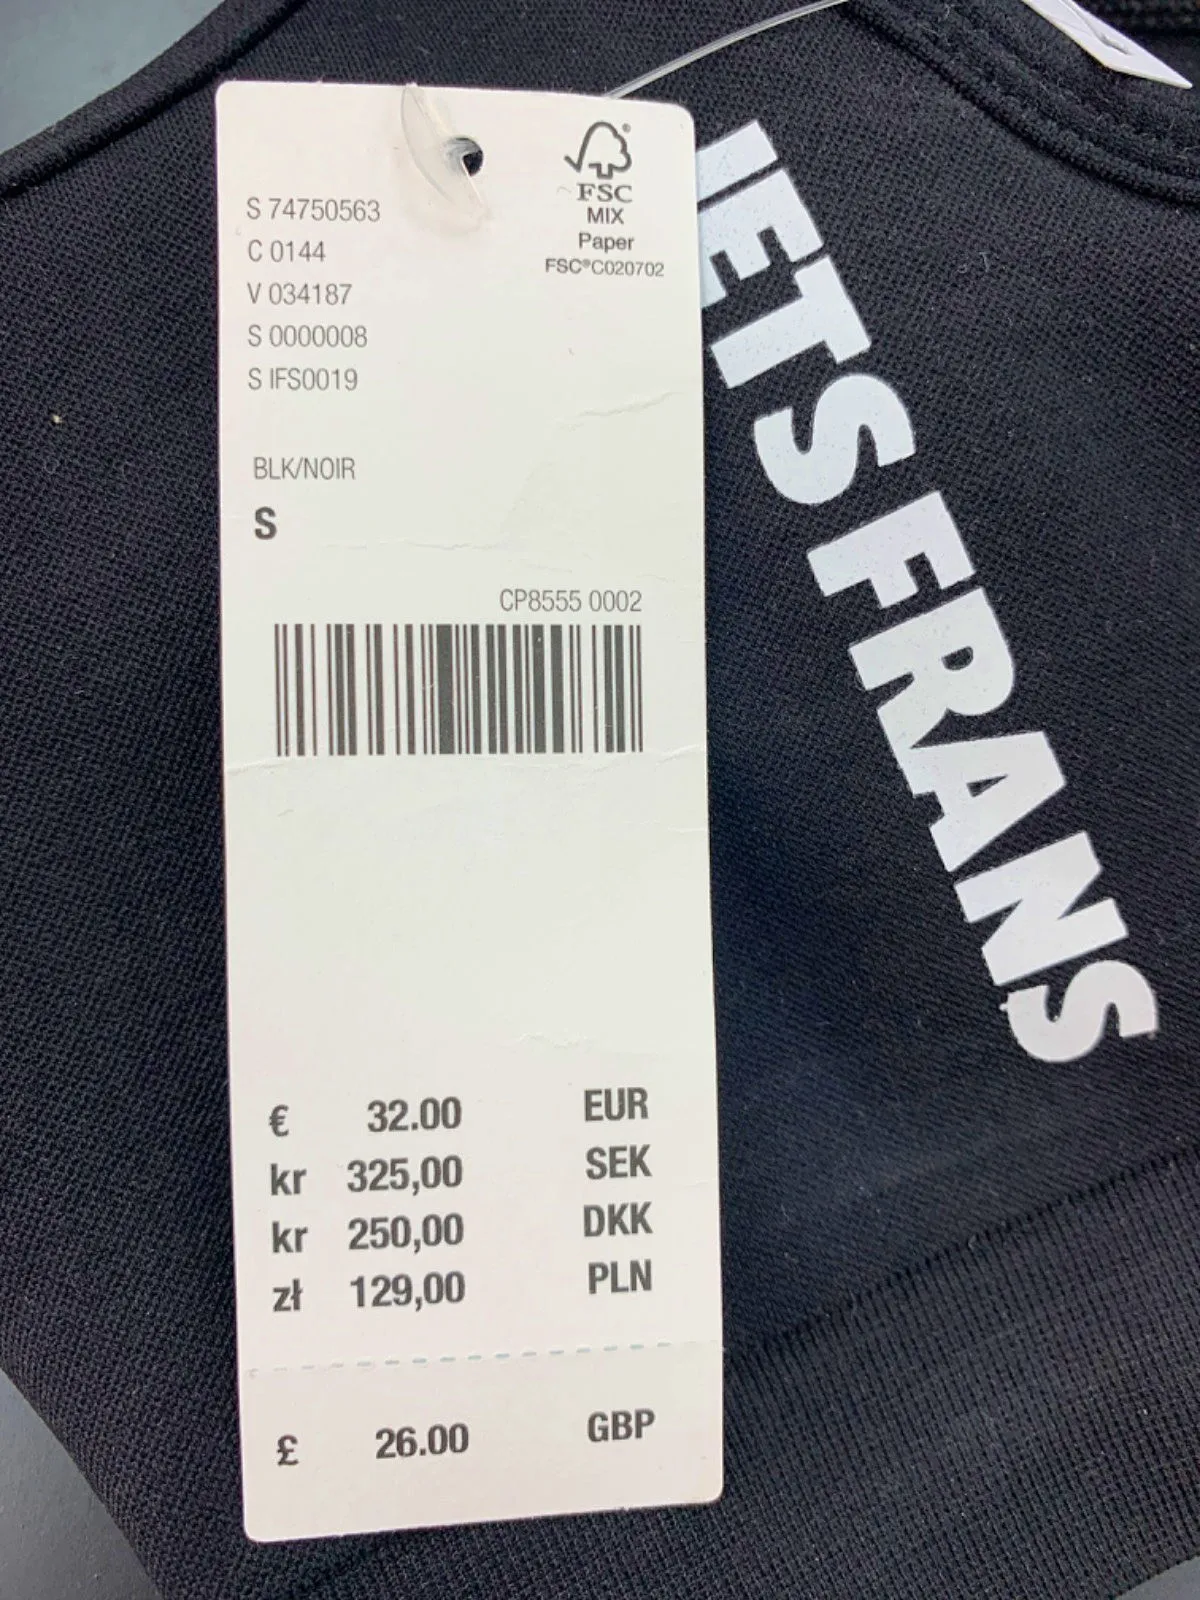 FSC
MIX
Paper
FSC®C020702
S 74750563
C 0144
V 034187
S 0000008
S IFS0019
BLK/NOIR
S
CP8555 0002
€ 32.00 EUR
kr 325,00 SEK
kr 250,00 DKK
zł 129,00 PLN
£ 26.00 GBP
IETS FRANS